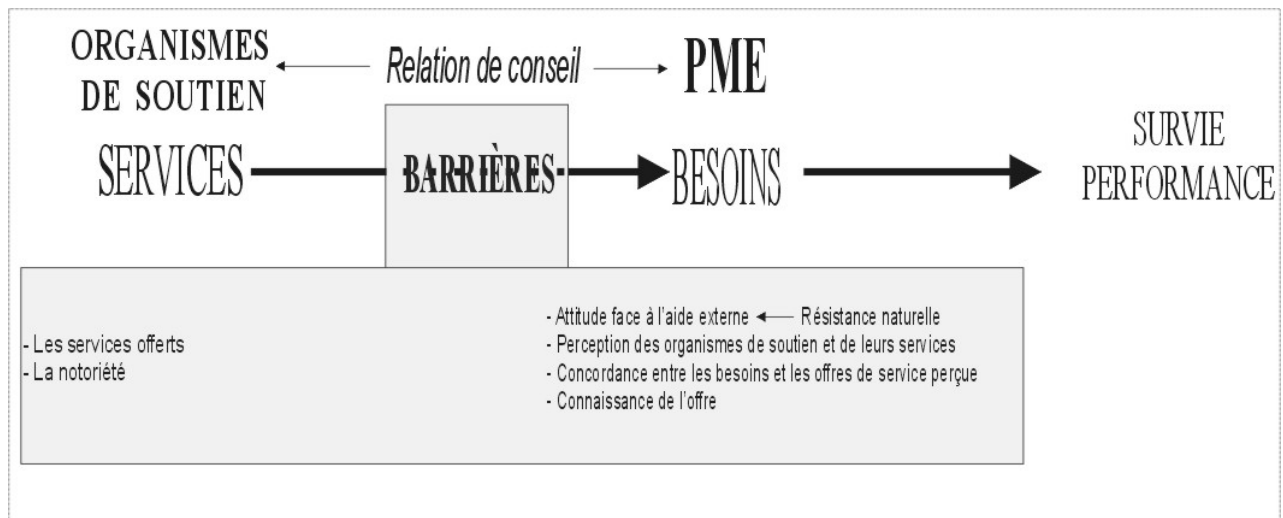 ORGANISMES
DE SOUTIEN
Relation de conseil
PME
SERVICES
BARRIÈRES
BESOINS
SURVIE
PERFORMANCE
- Les services offerts
- La notoriété
- Attitude face à l'aide externe
Résistance naturelle
- Perception des organismes de soutien et de leurs services
- Concordance entre les besoins et les offres de service perçue
- Connaissance de l'offre